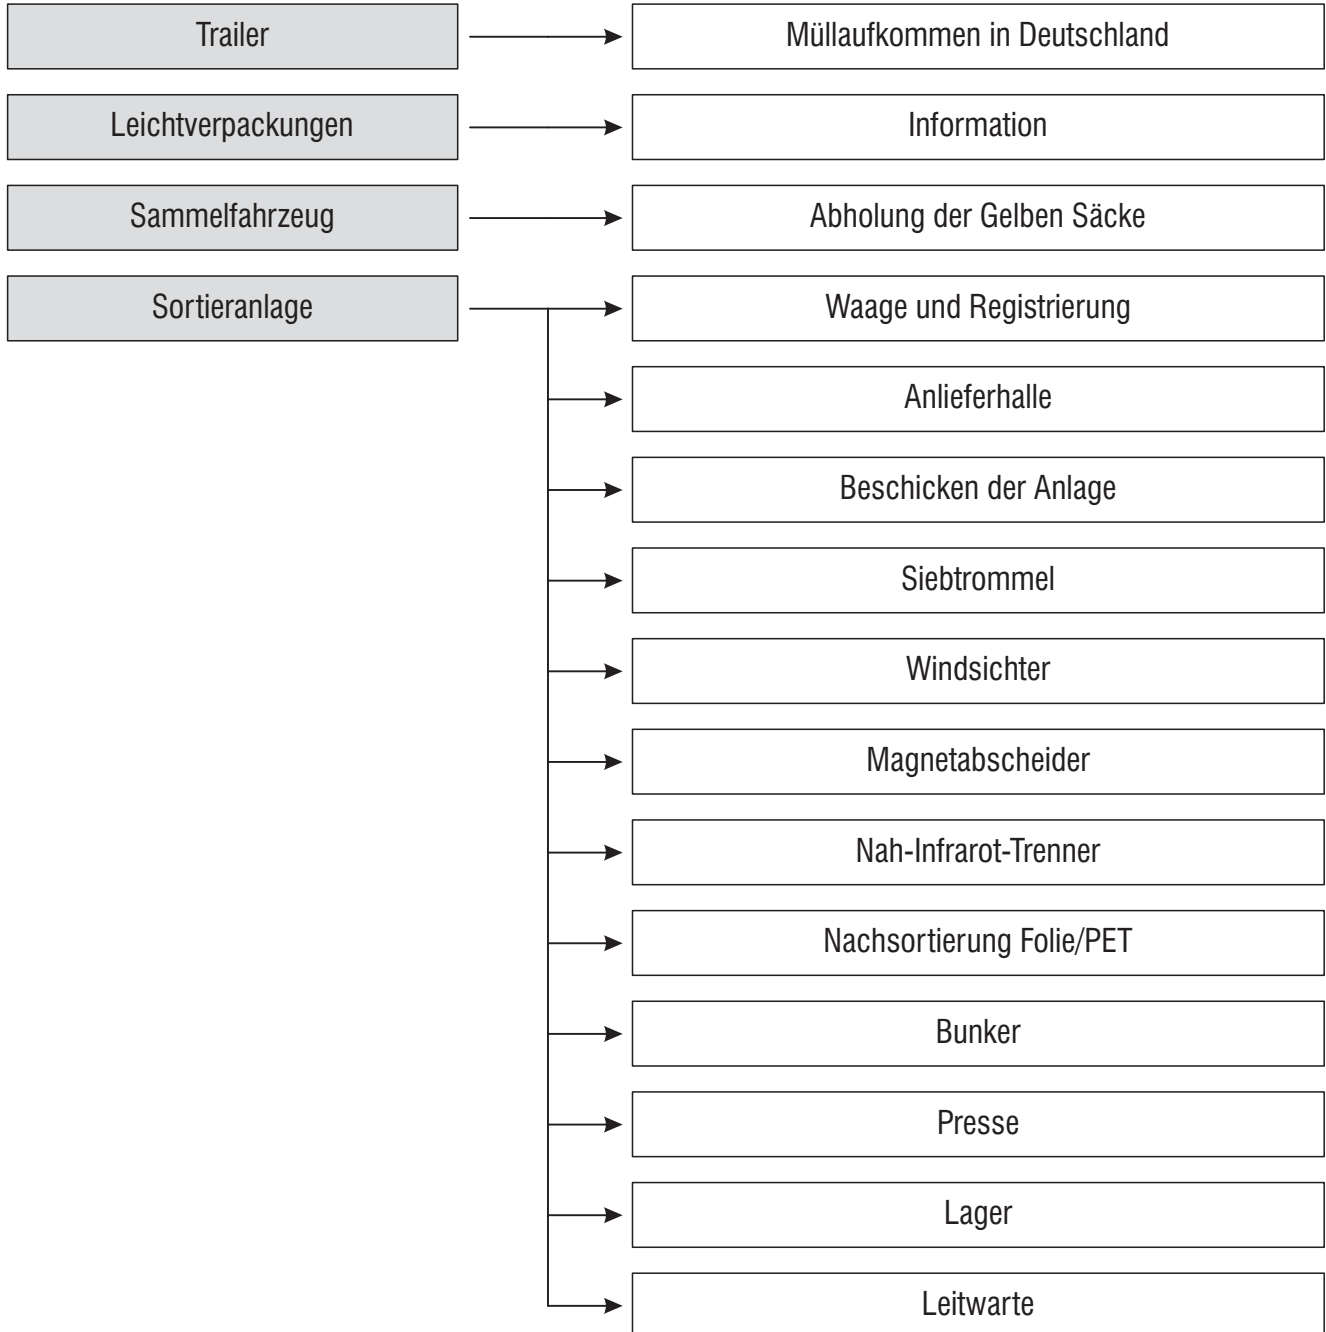 Trailer
Müllaufkommen in Deutschland
Leichtverpackungen
Information
Sammelfahrzeug
Abholung der Gelben Säcke
Sortieranlage
Waage und Registrierung
Anlieferhalle
Beschicken der Anlage
Siebtrommel
Windsichter
Magnetabscheider
Nah-Infrarot-Trenner
Nachsortierung Folie/PET
Bunker
Presse
Lager
Leitwarte